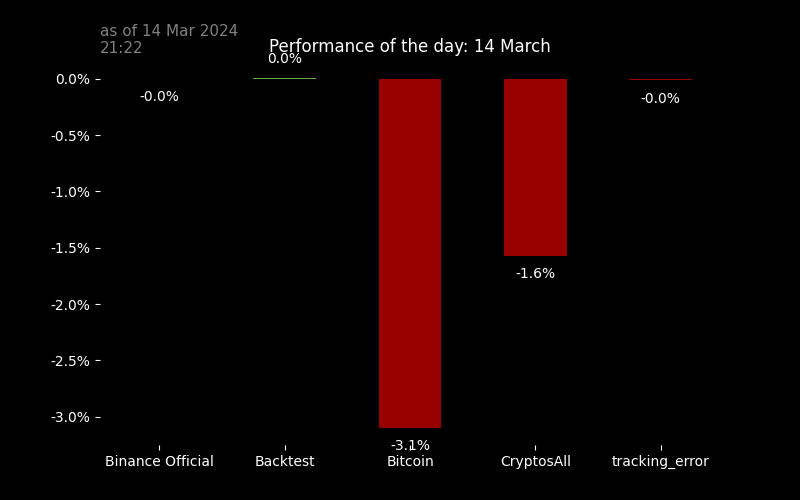 as of 14 Mar 2024
21:22
Performance of the day: 14 March
0.0%
0.0%
-0.0%
-0.0%
-0.5%
-1.0%
-1.5%
-1.6%
-2.0%
-2.5%
-3.0%
-3.1%
Binance Official
Backtest
Bitcoin
CryptosAll
tracking_error